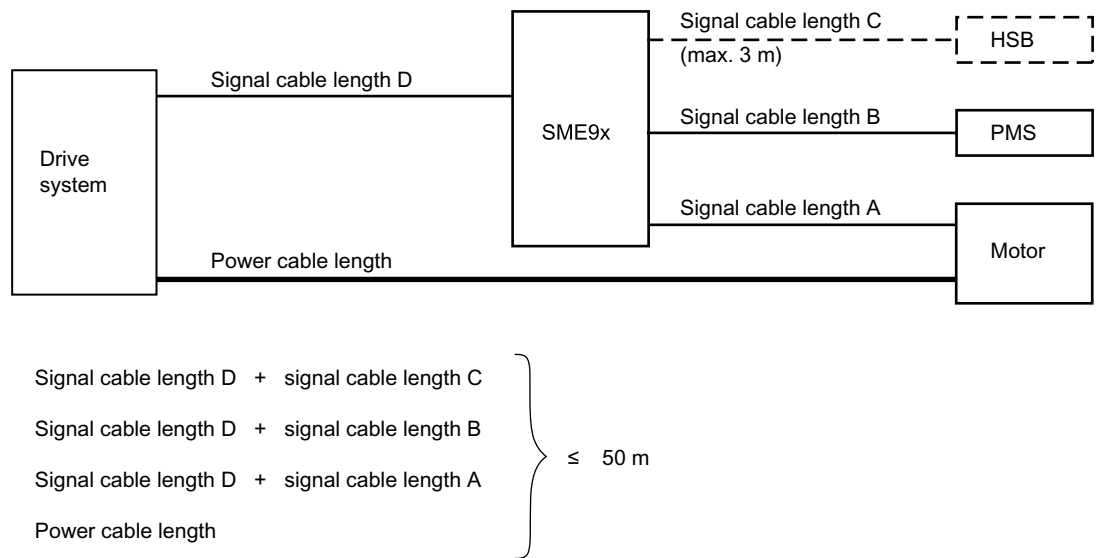 Signal cable length C
(max. 3 m)
HSB
Signal cable length D
SME9x
Signal cable length B
PMS
Drive
system
Signal cable length A
Motor
Power cable length
Signal cable length D + signal cable length C
Signal cable length D + signal cable length B
Signal cable length D + signal cable length A
Power cable length
≤ 50 m